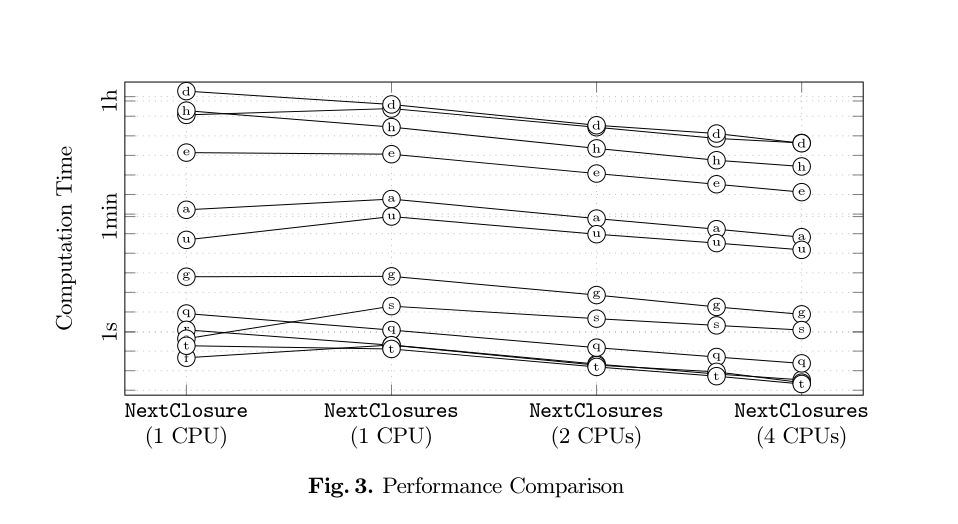 1h
1min
1s
Computation Time
d d d d d
h h h h h
e e e e e
a a a a a
u u u u u
g g g g g
s s s s
q q q q q
t t t t t
NextClosure NextClosures NextClosures NextClosures
(1 CPU) (1 CPU) (2 CPUs) (4 CPUs)
Fig. 3. Performance Comparison